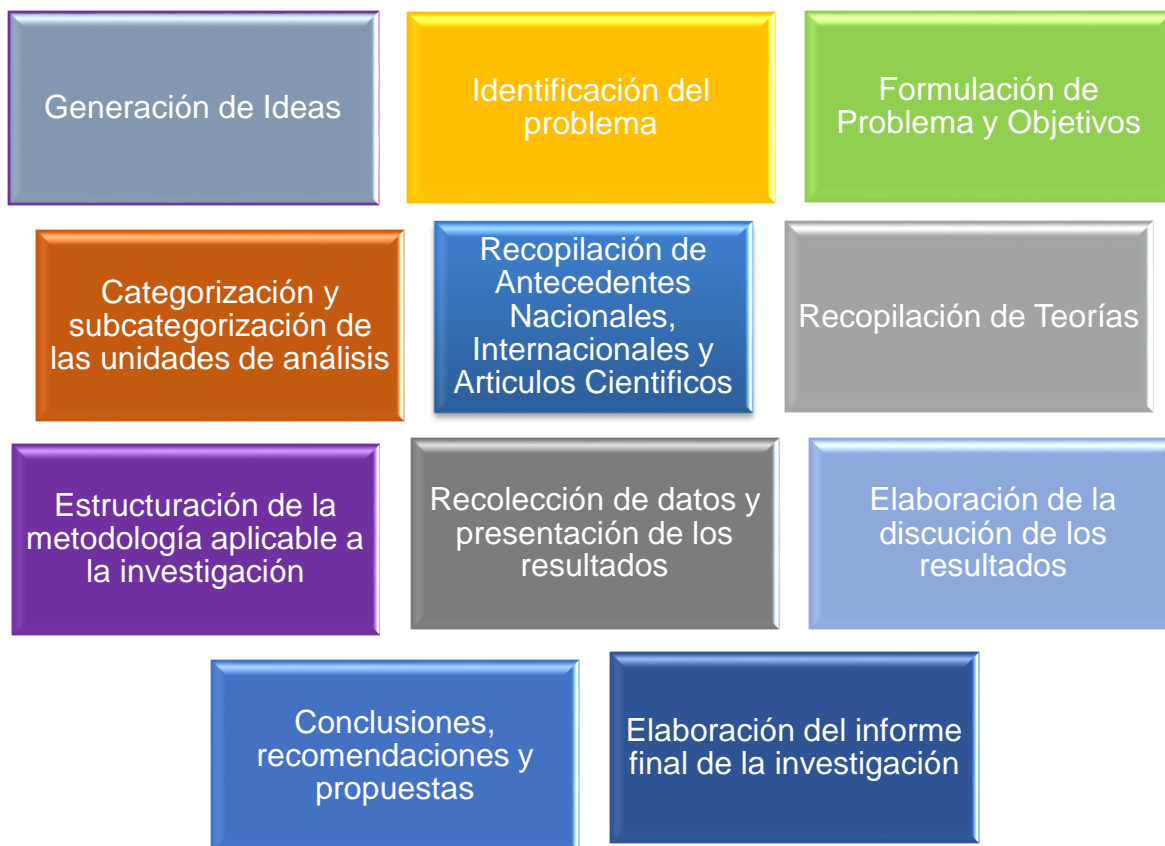 Generación de Ideas
Identificación del
problema
Formulación de
Problema y Objetivos
Categorización y
subcategorización de
las unidades de análisis
Recopilación de
Antecedentes
Nacionales,
Internacionales y
Articulos Cientificos
Recopilación de Teorías
Estructuración de la
metodología aplicable a
la investigación
Recolección de datos y
presentación de los
resultados
Elaboración de la
discución de los
resultados
Conclusiones,
recomendaciones y
propuestas
Elaboración del informe
final de la investigación